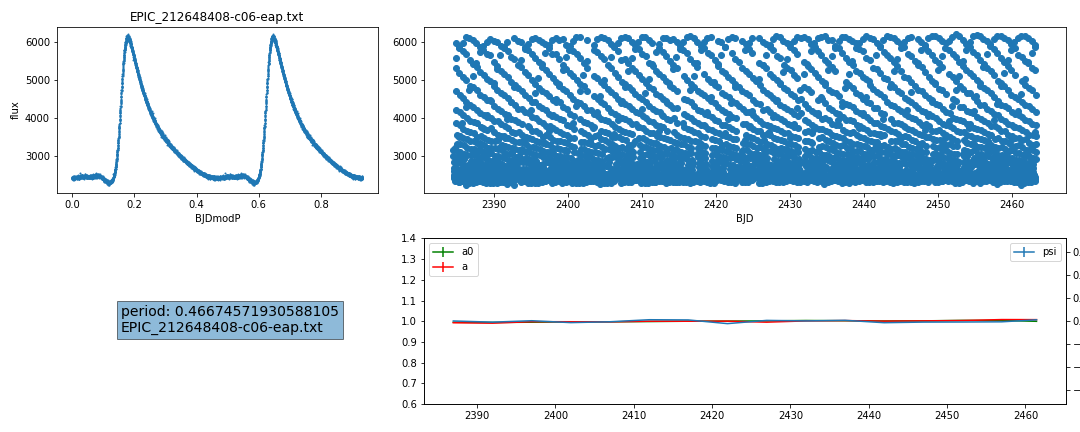 EPIC_212648408-c06-eap.txt
6000
5000
4000
3000
flux
0.0 0.2 0.4 0.6 0.8
BJDmodP
6000
5000
4000
3000
2390 2400 2410 2420 2430 2440 2450 2460
BJD
period: 0.46674571930588105
EPIC_212648408-c06-eap.txt
1.4
1.3
1.2
1.1
1.0
0.9
0.8
0.7
0.6
a0
a
psi
2390 2400 2410 2420 2430 2440 2450 2460